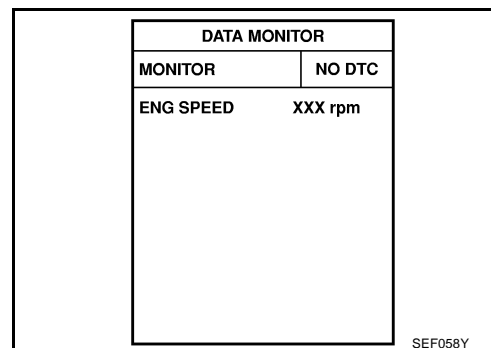 DATA MONITOR
MONITOR NO DTC
ENG SPEED XXX rpm
SEF058Y